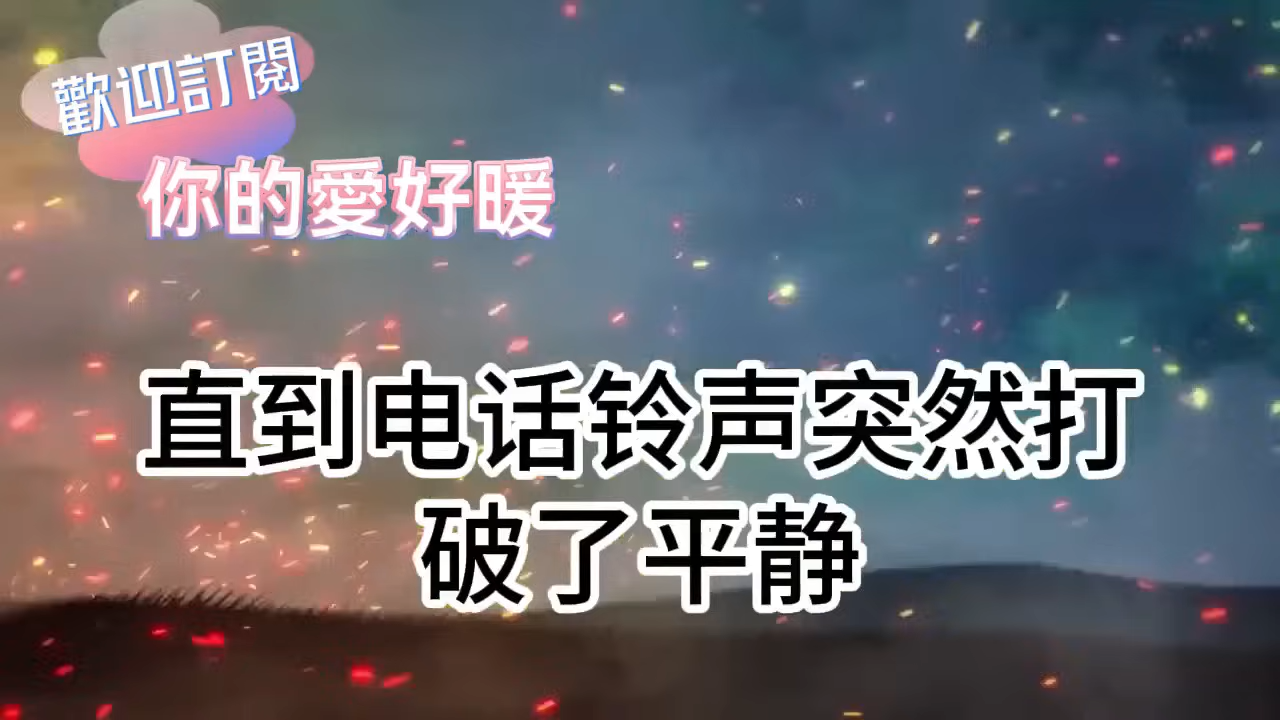 歡迎訂閱
你的愛好暖
直到电话铃声突然打
破了平静